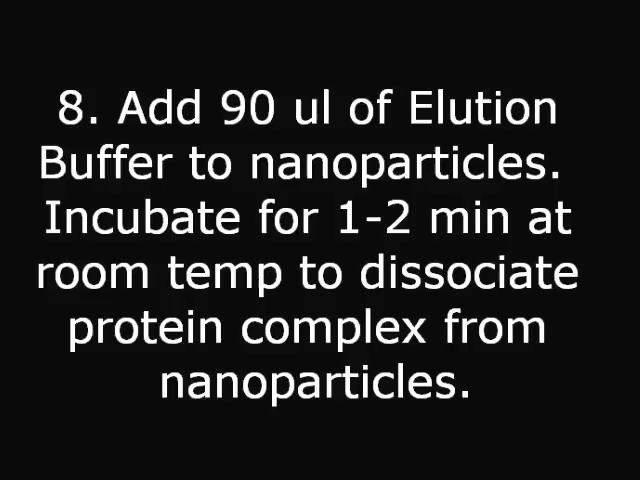 8. Add 90 ul of Elution
Buffer to nanoparticles.
Incubate for 1-2 min at
room temp to dissociate
protein complex from
nanoparticles.